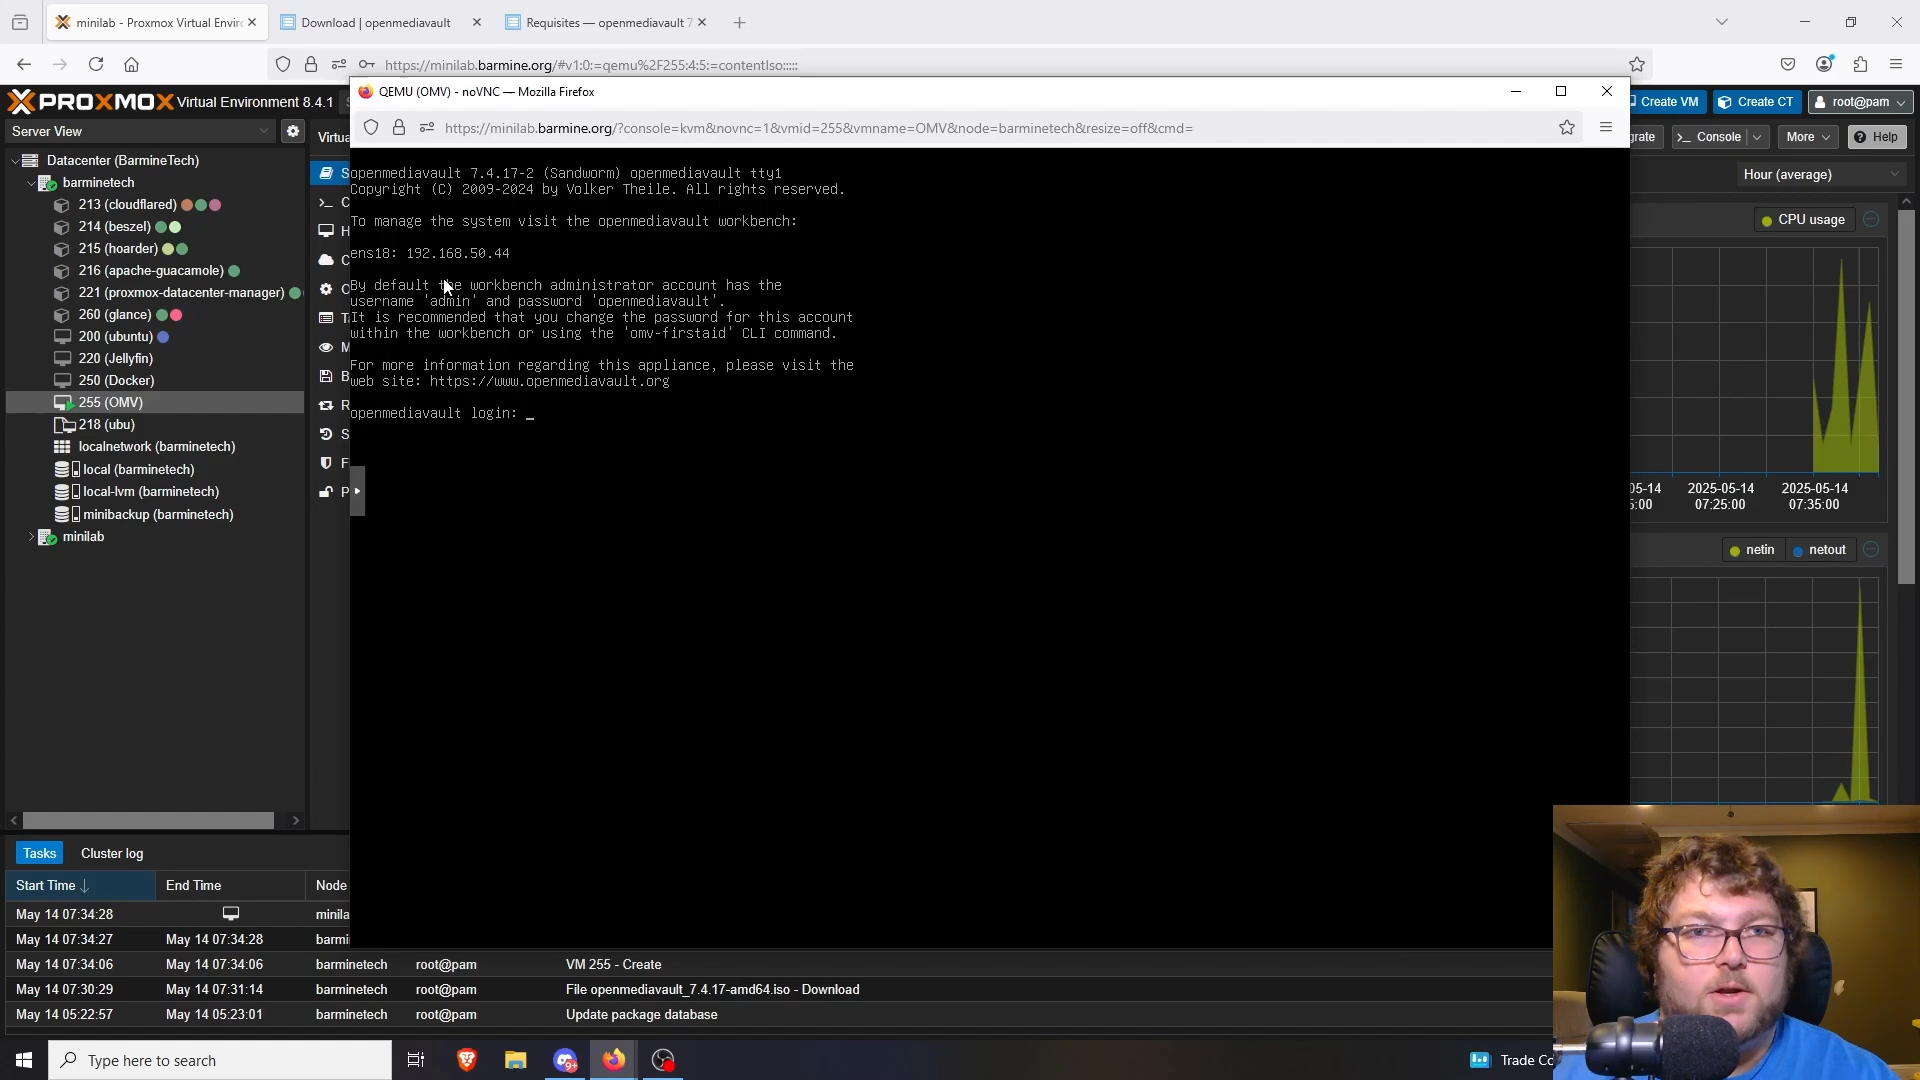 minilab - Proxmox Virtual Envir
Download | openmediavault
Requisites — openmediavault 7
https://minilab.barmine.org/#v1:0:=qemu%2F255:4:5:=contentIso:::::
PROXMOX Virtual Environment 8.4.1
QEMU (OMV) - noVNC — Mozilla Firefox
Create VM
Create CT
root@pam
https://minilab.barmine.org/?console=kvm&novnc=1&vmid=255&vmname=OMV&node=barminetech&resize=off&cmd=
Server View
Virtua
grate
Console
More
Help
Datacenter (BarmineTech)
barminetech
213 (cloudflared)
214 (beszel)
215 (hoarder)
216 (apache-guacamole)
221 (proxmox-datacenter-manager)
260 (glance)
200 (ubuntu)
220 (Jellyfin)
250 (Docker)
255 (OMV)
218 (ubu)
localnetwork (barminetech)
local (barminetech)
local-lvm (barminetech)
minibackup (barminetech)
minilab
S
C
H
C
O
T
M
B
R
S
F
P
openmediavault 7.4.17-2 (Sandworm) openmediavault tty1
Copyright (C) 2009-2024 by Volker Theile. All rights reserved.
To manage the system visit the openmediavault workbench:
ens18: 192.168.50.44
By default the workbench administrator account has the
username 'admin' and password 'openmediavault'.
It is recommended that you change the password for this account
within the workbench or using the 'omv-firstaid' CLI command.
For more information regarding this appliance, please visit the
web site: https://www.openmediavault.org
openmediavault login: _
Hour (average)
CPU usage
05-14
5:00
2025-05-14
07:25:00
2025-05-14
07:35:00
netin
netout
Tasks
Cluster log
Start Time
End Time
Node
May 14 07:34:28
minila
May 14 07:34:27
May 14 07:34:28
barmi
May 14 07:34:06
May 14 07:34:06
barminetech
root@pam
VM 255 - Create
May 14 07:30:29
May 14 07:31:14
barminetech
root@pam
File openmediavault_7.4.17-amd64.iso - Download
May 14 05:22:57
May 14 05:23:01
barminetech
root@pam
Update package database
Type here to search
9+
Trade Co